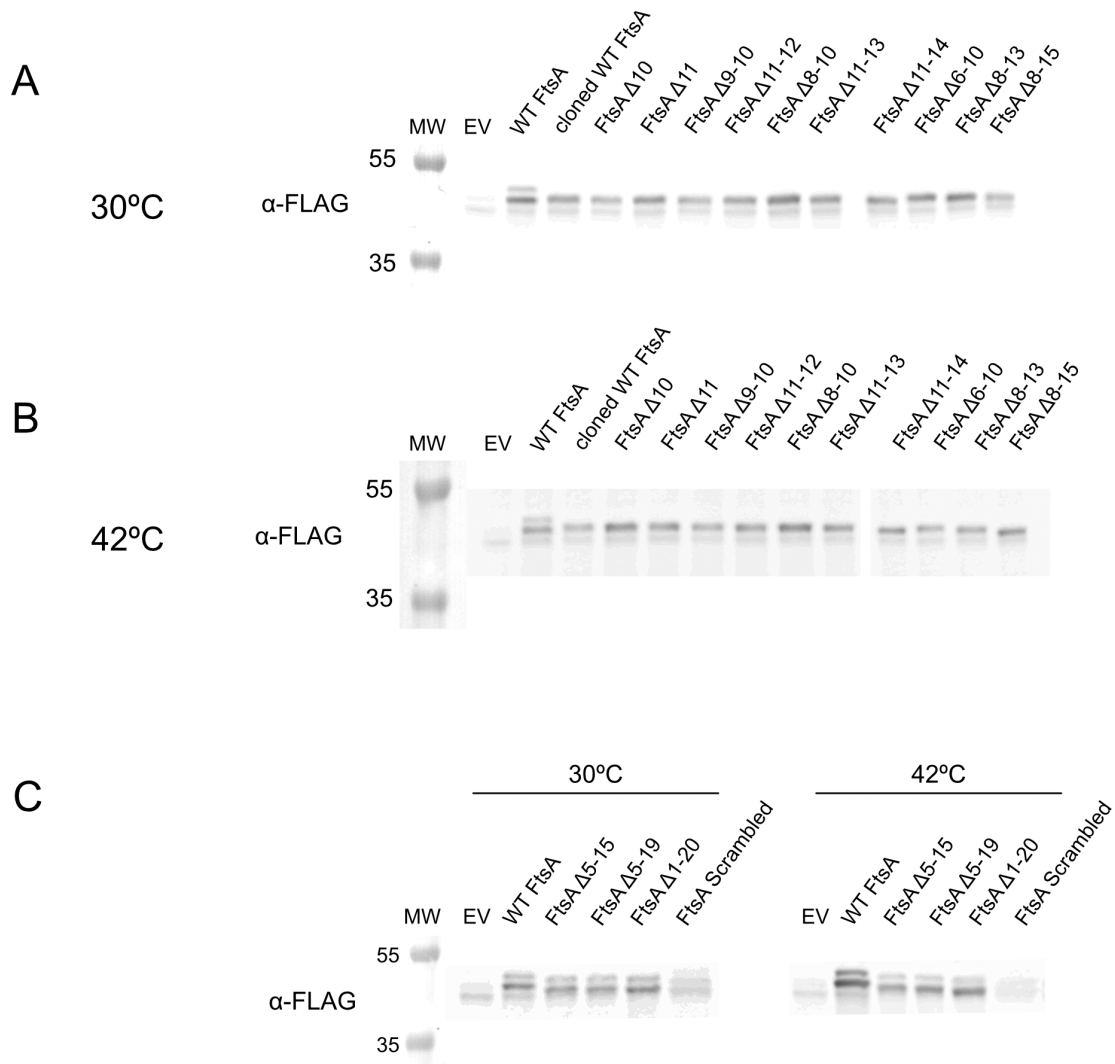 A
30ºC
α-FLAG
MW
55
35
EV
WT FtsA
cloned WT FtsA
FtsA Δ10
FtsA Δ11
FtsA Δ9-10
FtsA Δ11-12
FtsA Δ8-10
FtsA Δ11-13
FtsA Δ11-14
FtsA Δ6-10
FtsA Δ8-13
FtsA Δ8-15
B
42ºC
α-FLAG
MW
55
35
EV
WT FtsA
cloned WT FtsA
FtsA Δ10
FtsA Δ11
FtsA Δ9-10
FtsA Δ11-12
FtsA Δ8-10
FtsA Δ11-13
FtsA Δ11-14
FtsA Δ6-10
FtsA Δ8-13
FtsA Δ8-15
C
30ºC
42ºC
α-FLAG
MW
55
35
EV
WT FtsA
FtsA Δ5-15
FtsA Δ5-19
FtsA Δ1-20
FtsA Scrambled
EV
WT FtsA
FtsA Δ5-15
FtsA Δ5-19
FtsA Δ1-20
FtsA Scrambled